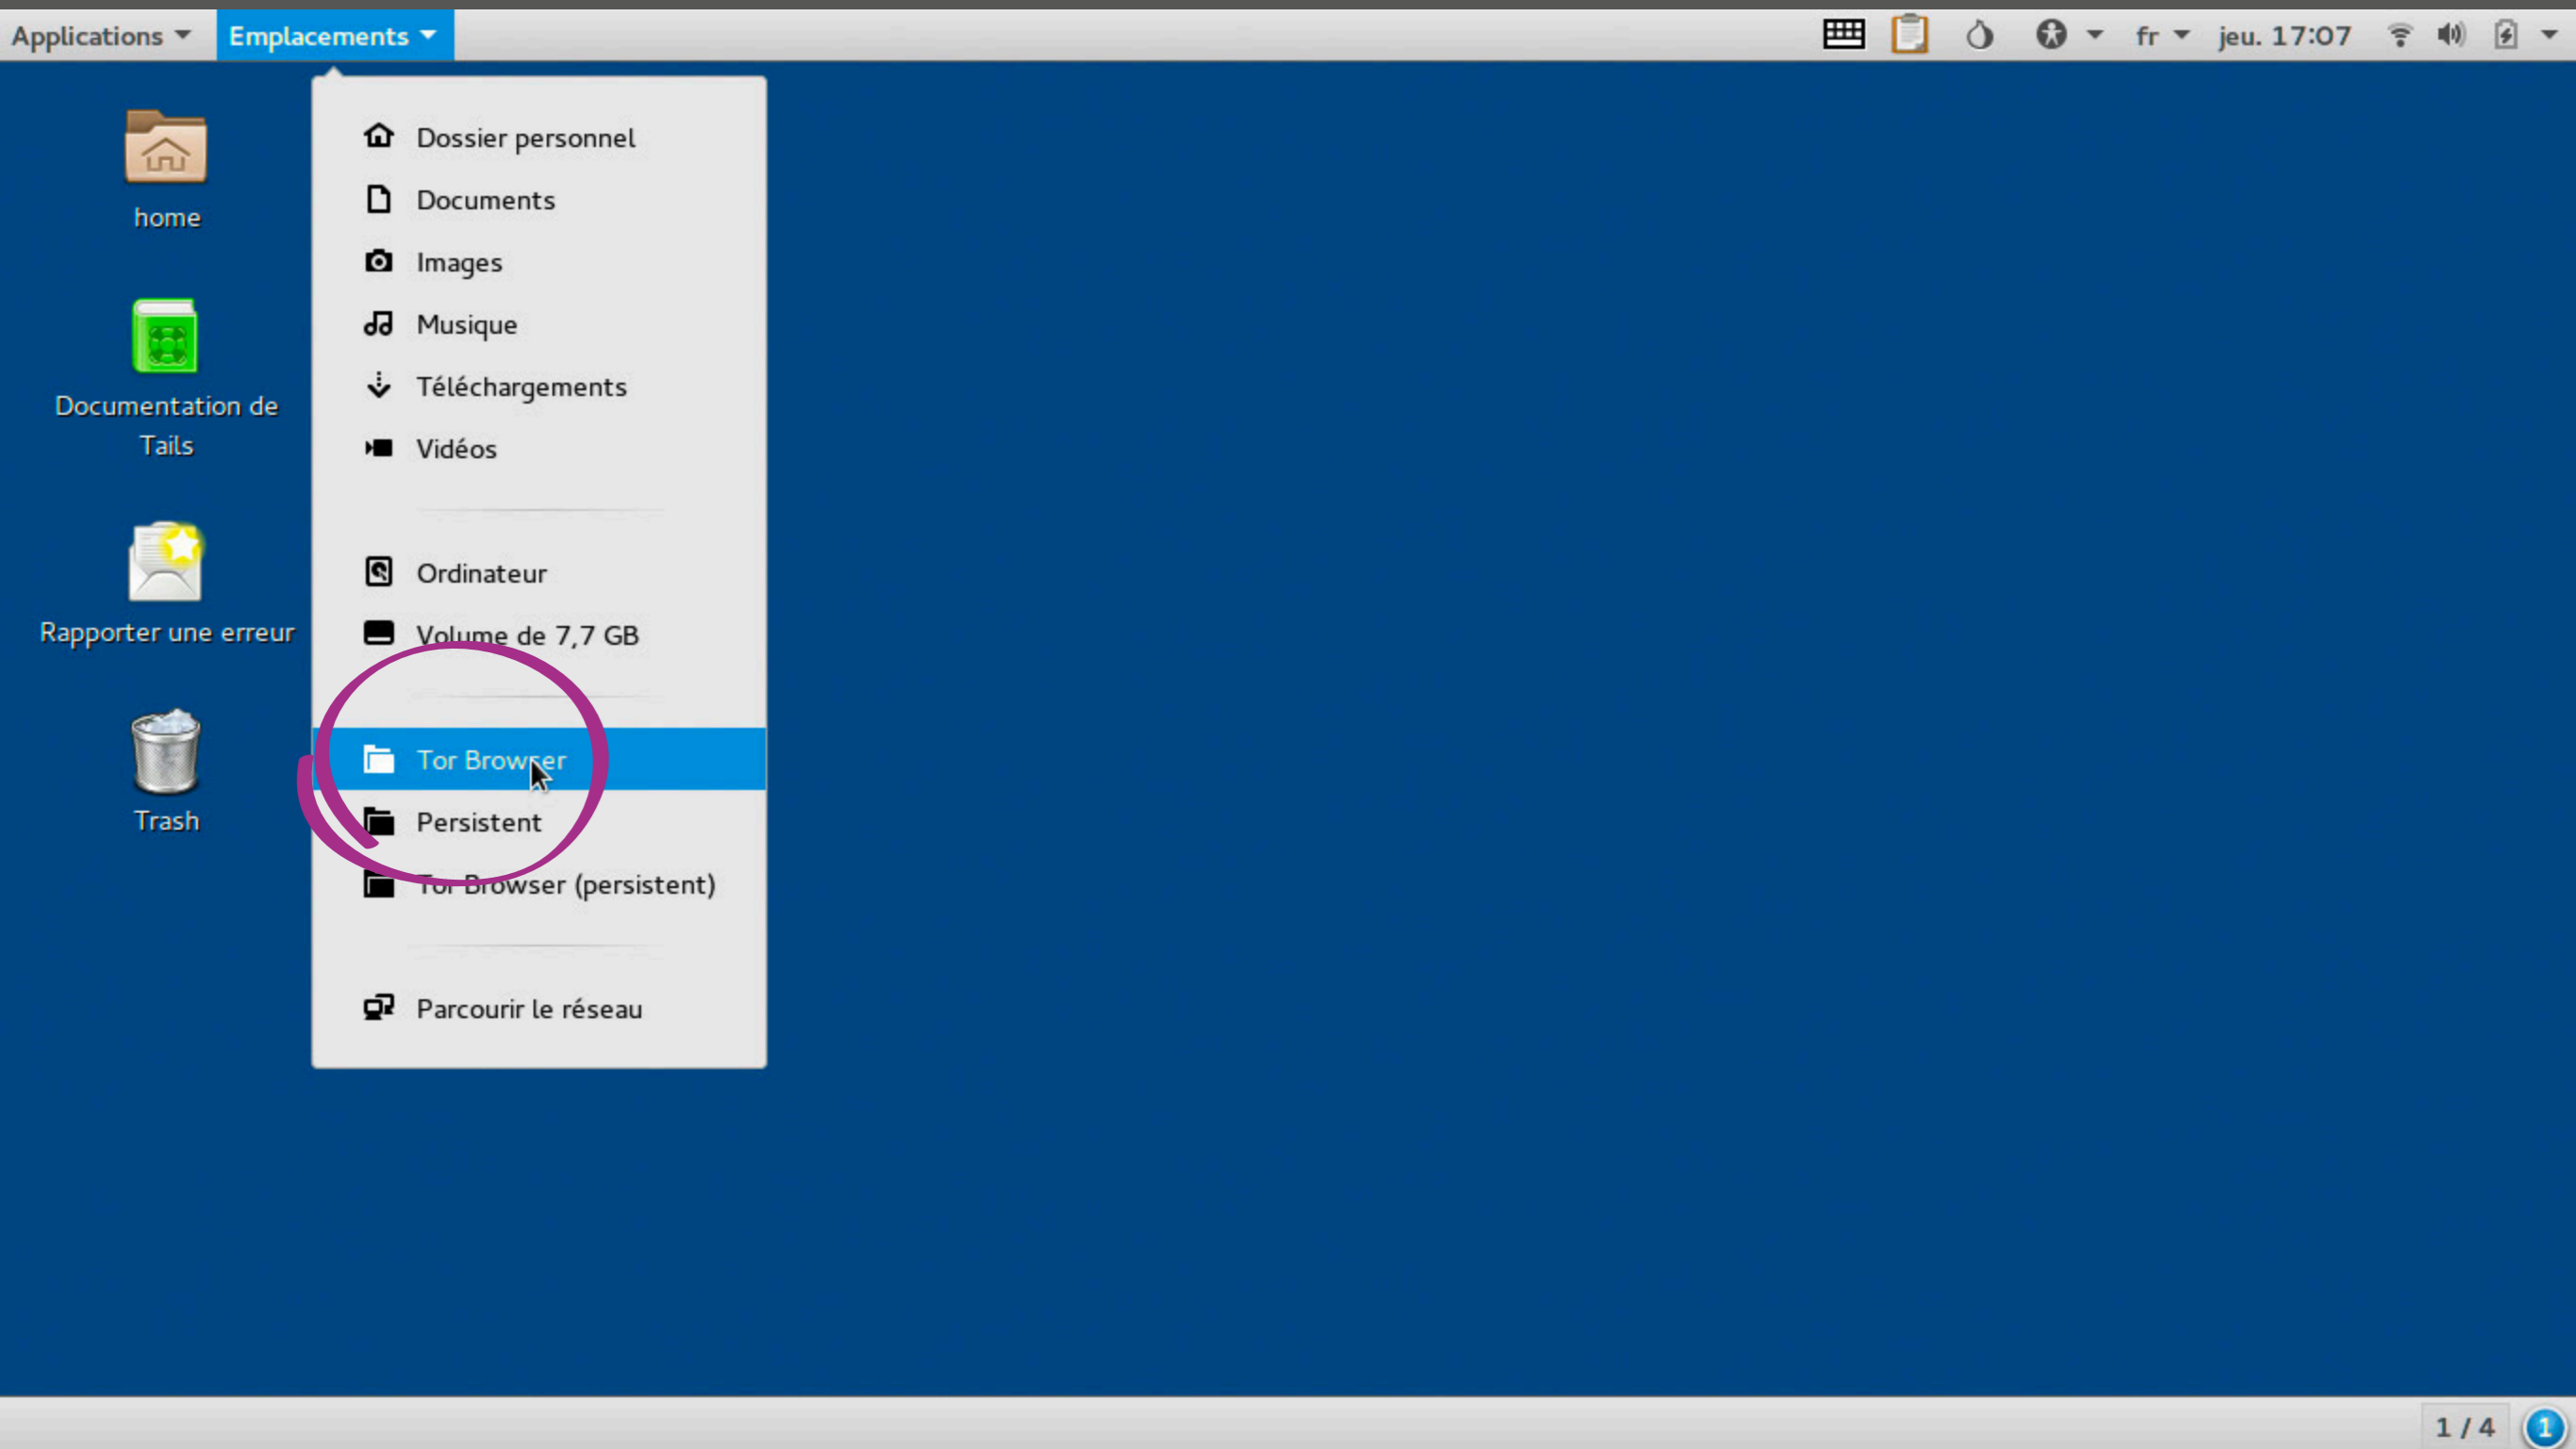 Applications
Emplacements
fr
jeu. 17:07
home
Documentation de
Tails
Rapporter une erreur
Trash
Dossier personnel
Documents
Images
Musique
Téléchargements
Vidéos
Ordinateur
Volume de 7,7 GB
Tor Browser
Persistent
Tor Browser (persistent)
Parcourir le réseau
1 / 4
1